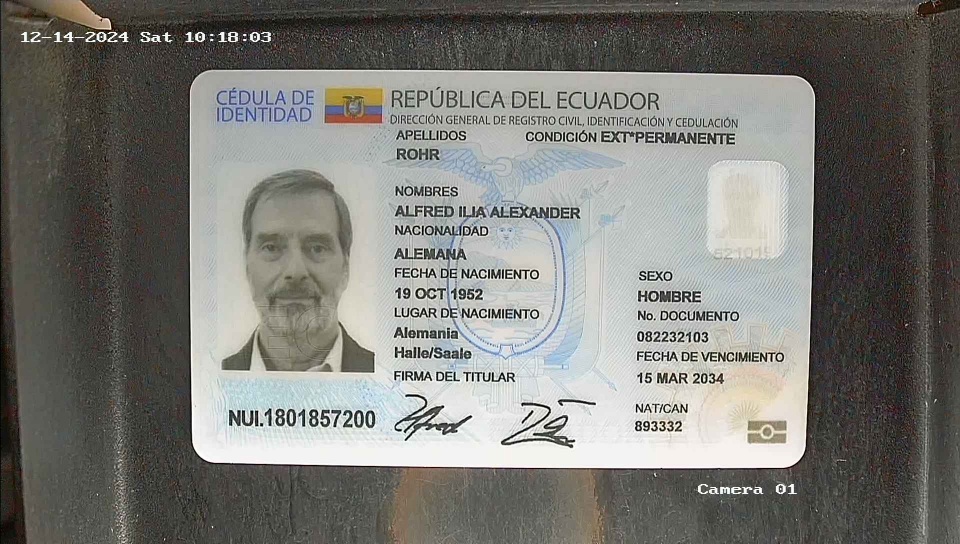 12-14-2024 Sat 10:18:03
CÉDULA DE
IDENTIDAD
REPÚBLICA DEL ECUADOR
DIRECCIÓN GENERAL DE REGISTRO CIVIL, IDENTIFICACIÓN Y CEDULACIÓN
APELLIDOS
CONDICIÓN EXT*PERMANENTE
ROHR
NOMBRES
ALFRED ILIA ALEXANDER
NACIONALIDAD
ALEMANA
FECHA DE NACIMIENTO
19 OCT 1952
LUGAR DE NACIMIENTO
Alemania
Halle/Saale
FIRMA DEL TITULAR
SEXO
HOMBRE
No. DOCUMENTO
082232103
FECHA DE VENCIMIENTO
15 MAR 2034
NAT/CAN
893332
NUI.1801857200
Camera 01